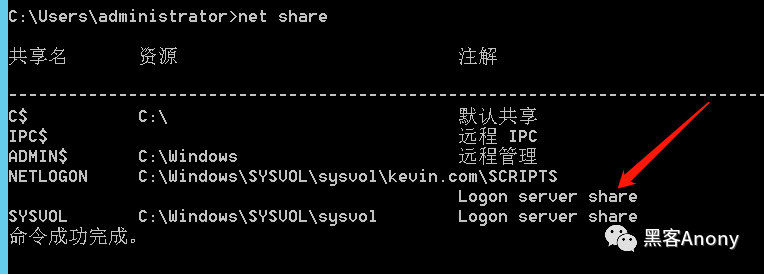 C:\Users\administrator>net share
共享名 资源 注解
-------------------------------------------------------------------------------
C$ C:\ 默认共享
IPC$ 远程 IPC
ADMIN$ C:\Windows 远程管理
NETLOGON C:\Windows\SYSVOL\sysvol\kevin.com\SCRIPTS
Logon server share
SYSVOL C:\Windows\SYSVOL\sysvol Logon server share
命令成功完成。
黑客Anony